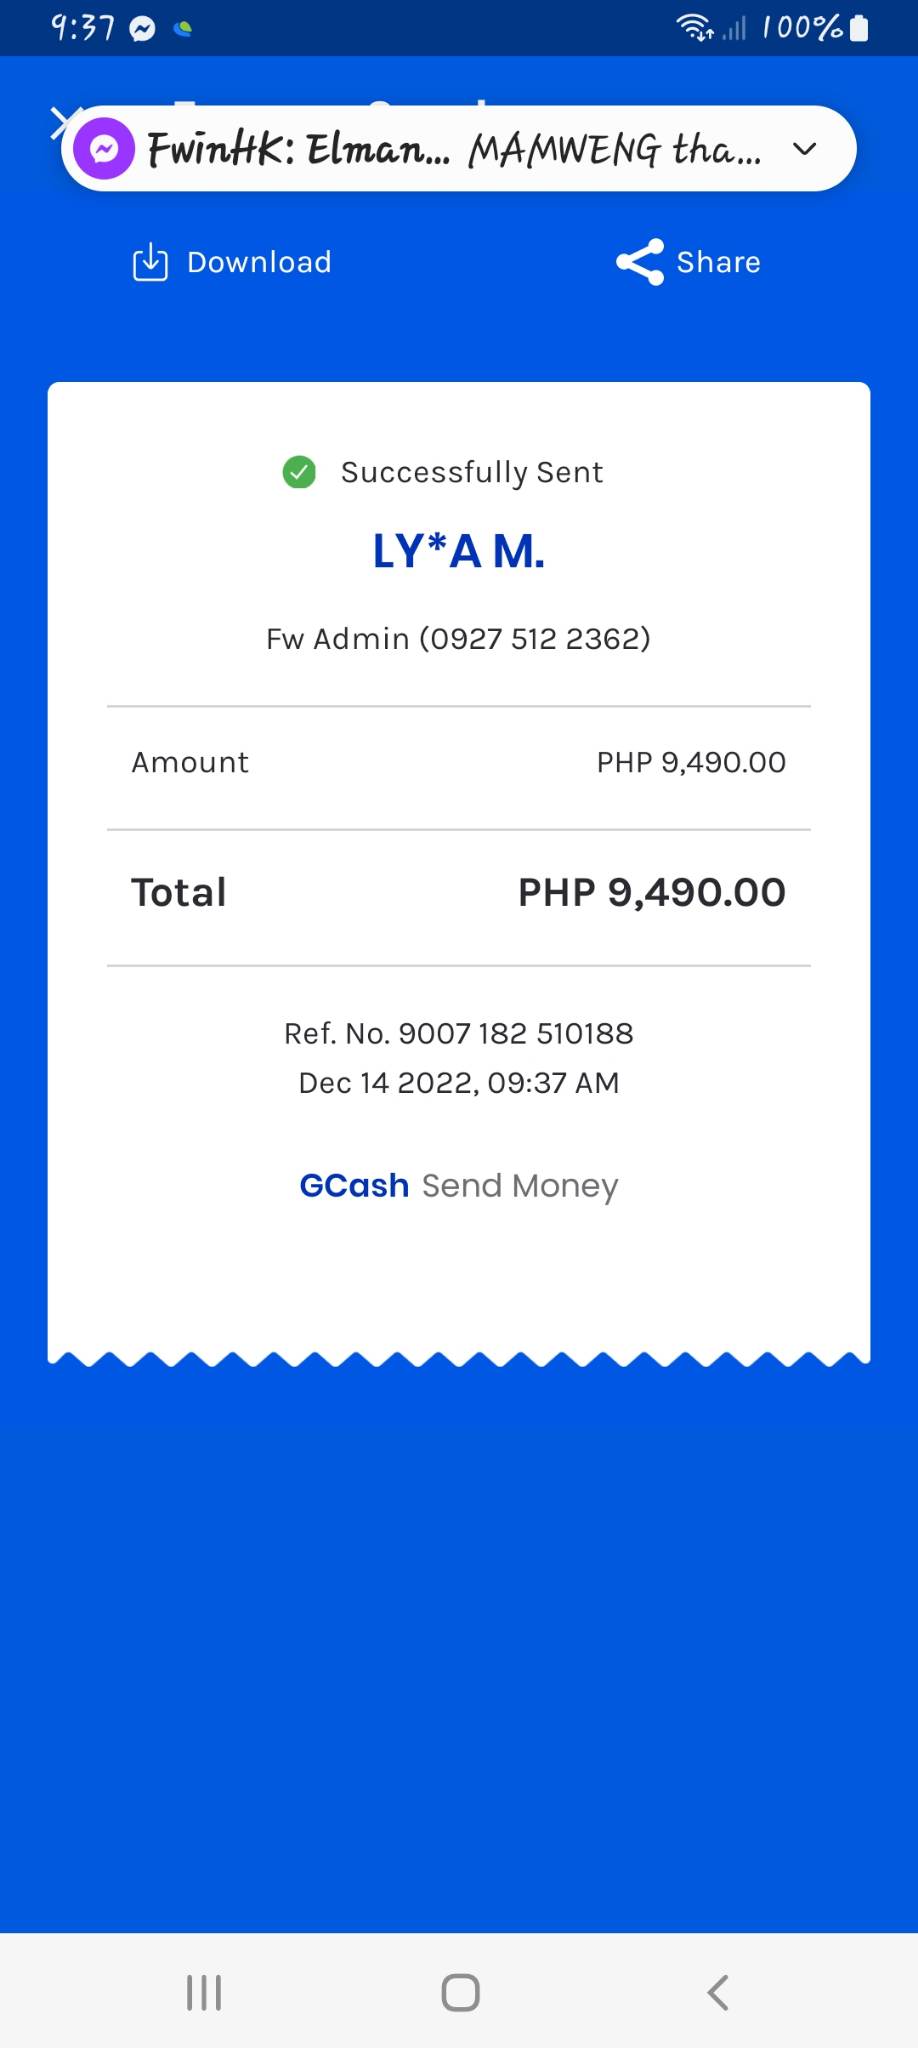 9:37 100%
FwinHK: Elman... MAMWENG tha...
Download Share
Successfully Sent
LY*A M.
Fw Admin (0927 512 2362)
Amount PHP 9,490.00
Total PHP 9,490.00
Ref. No. 9007 182 510188
Dec 14 2022, 09:37 AM
GCash Send Money